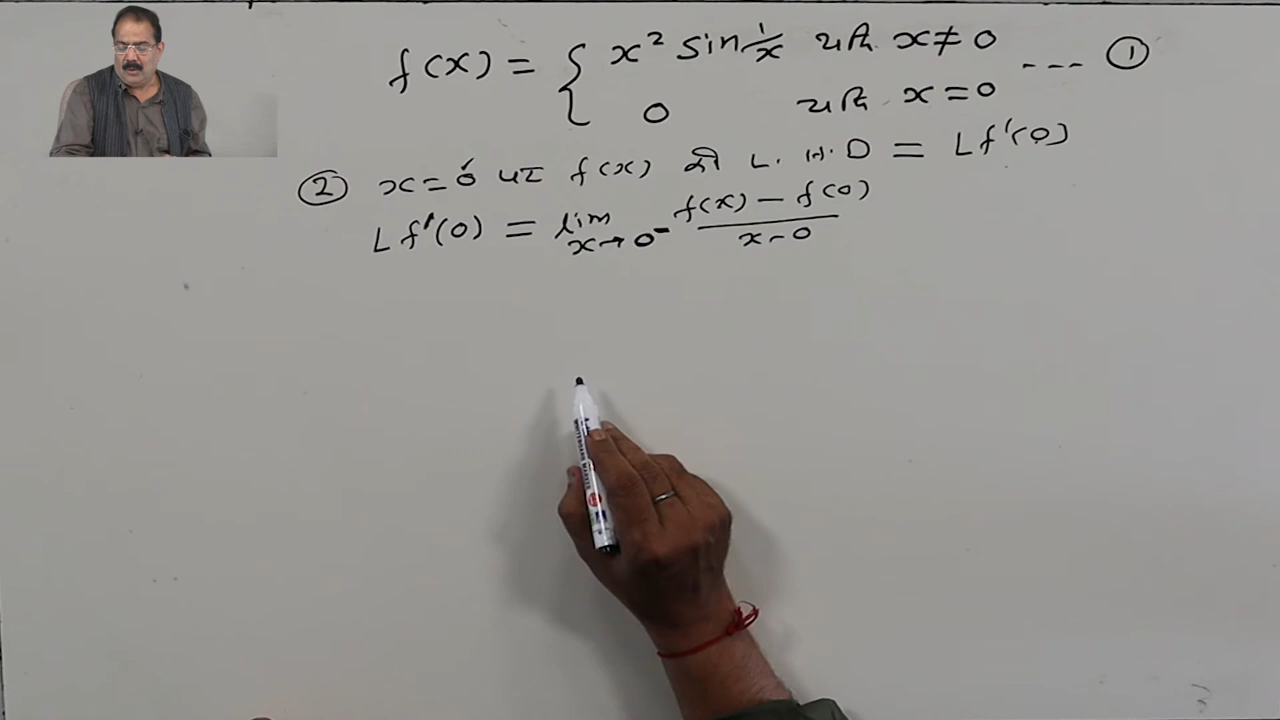 f(x) = { x² sin 1/x यदि x ≠ 0
0 यदि x = 0 --- ①
② x = 0 पर f(x) की L.H.D = Lf'(0)
Lf'(0) = lim x→0⁻ f(x) − f(0) / x − 0